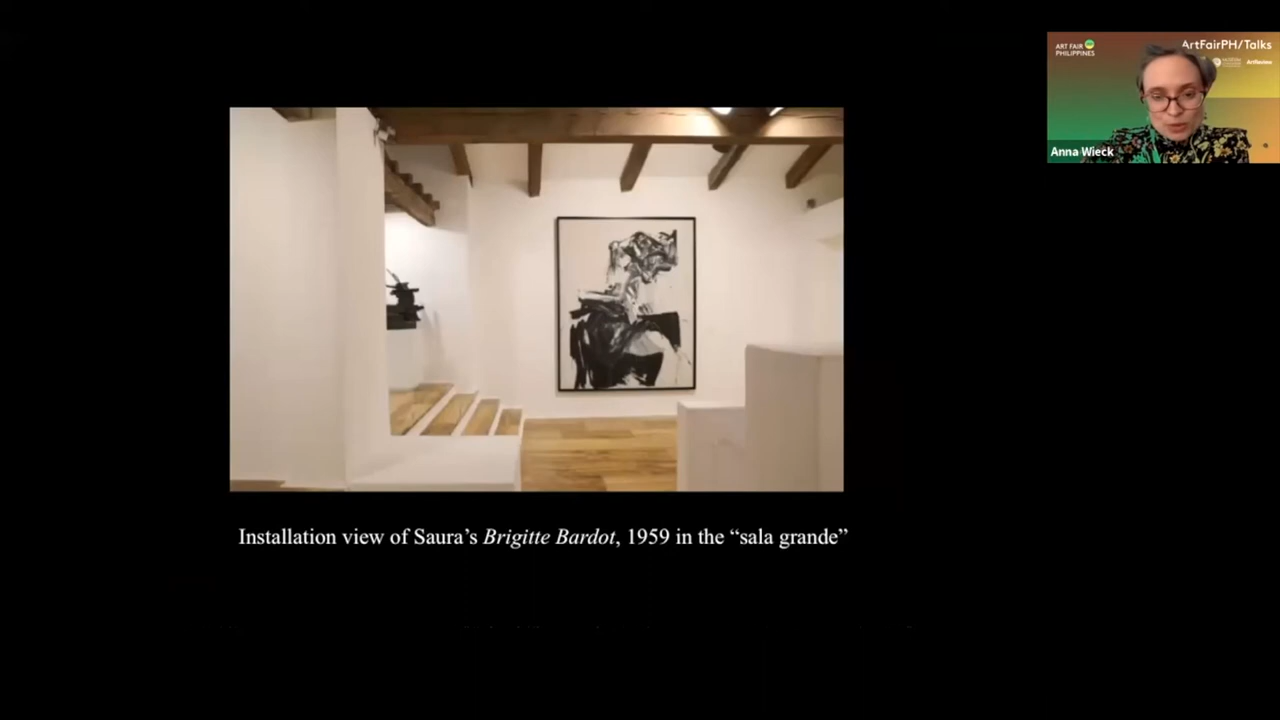 ART FAIR
PHILIPPINES
ArtFairPH/Talks
ArtReview
Anna Wieck
Installation view of Saura’s Brigitte Bardot, 1959 in the “sala grande”